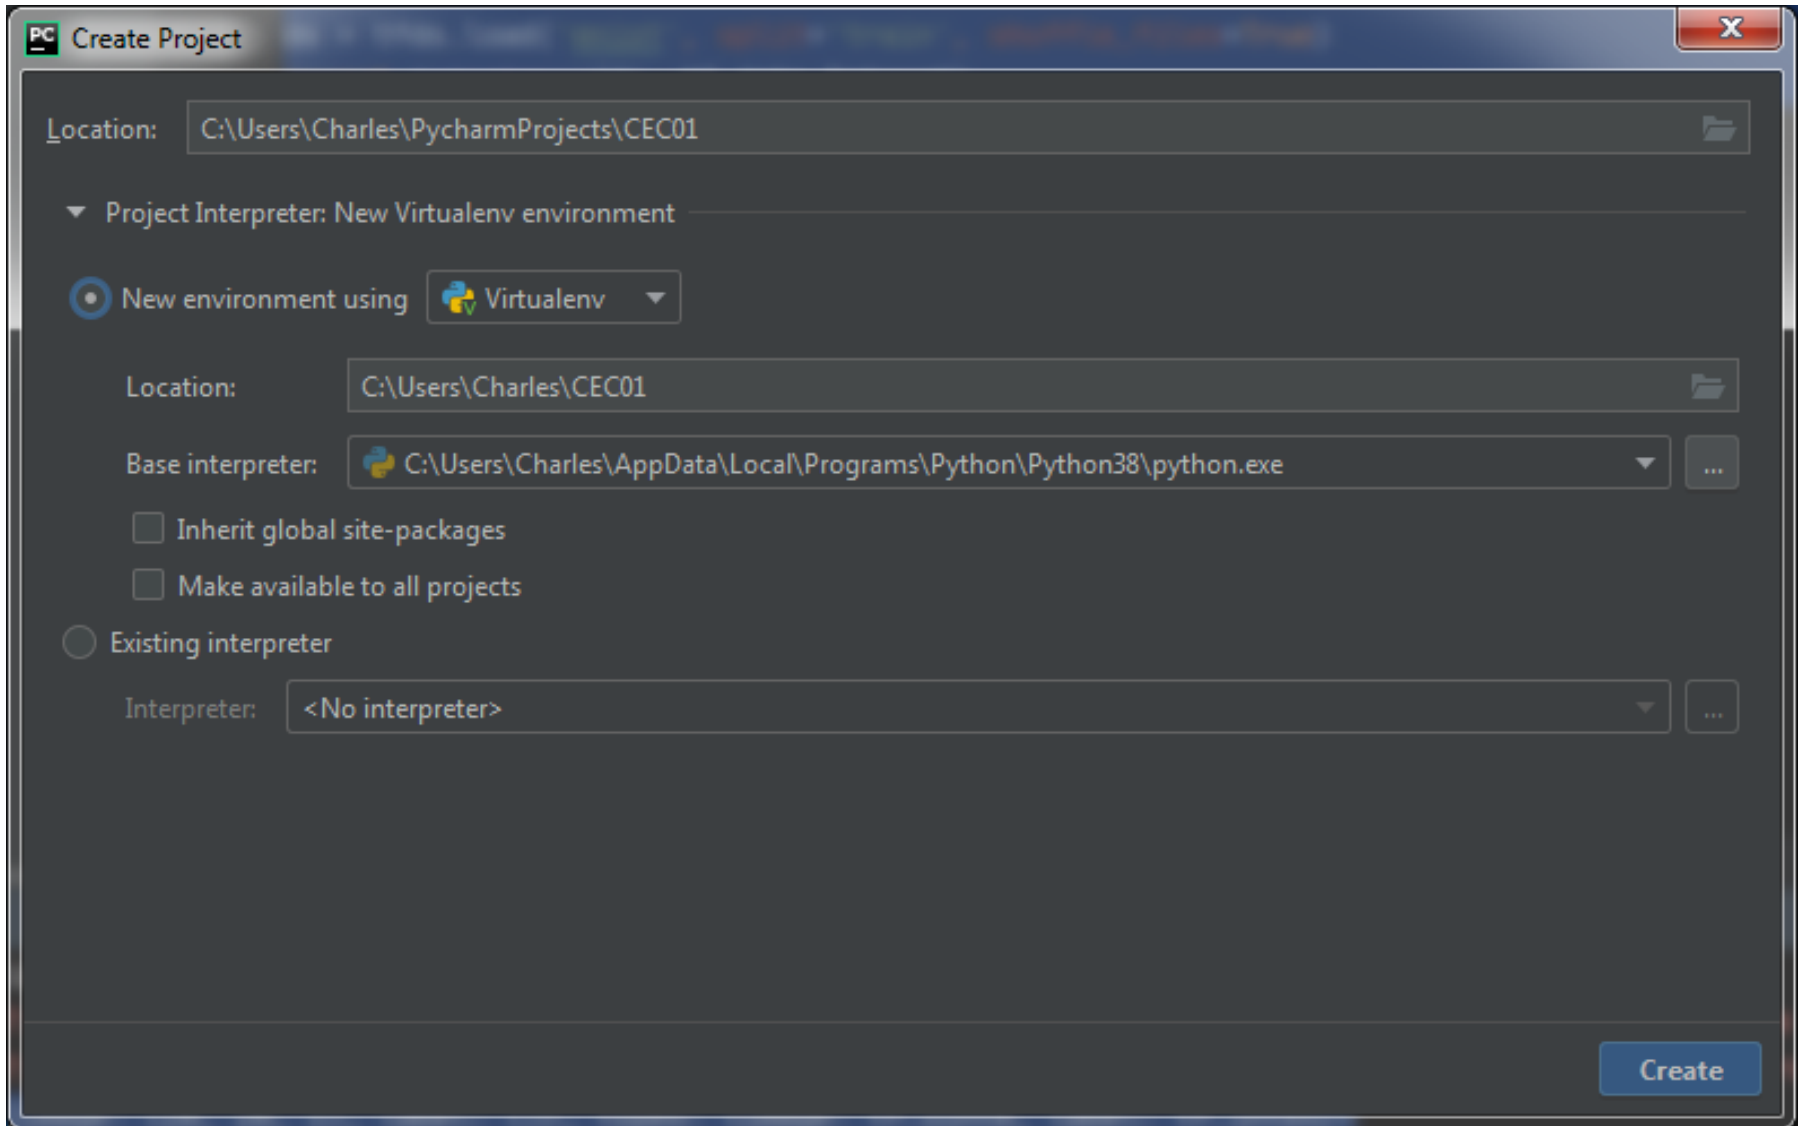 PC Create Project
Location: C:\Users\Charles\PycharmProjects\CEC01
Project Interpreter: New Virtualenv environment
New environment using Virtualenv
Location: C:\Users\Charles\CEC01
Base interpreter: C:\Users\Charles\AppData\Local\Programs\Python\Python38\python.exe ...
Inherit global site-packages
Make available to all projects
Existing interpreter
Interpreter: <No interpreter> ...
Create